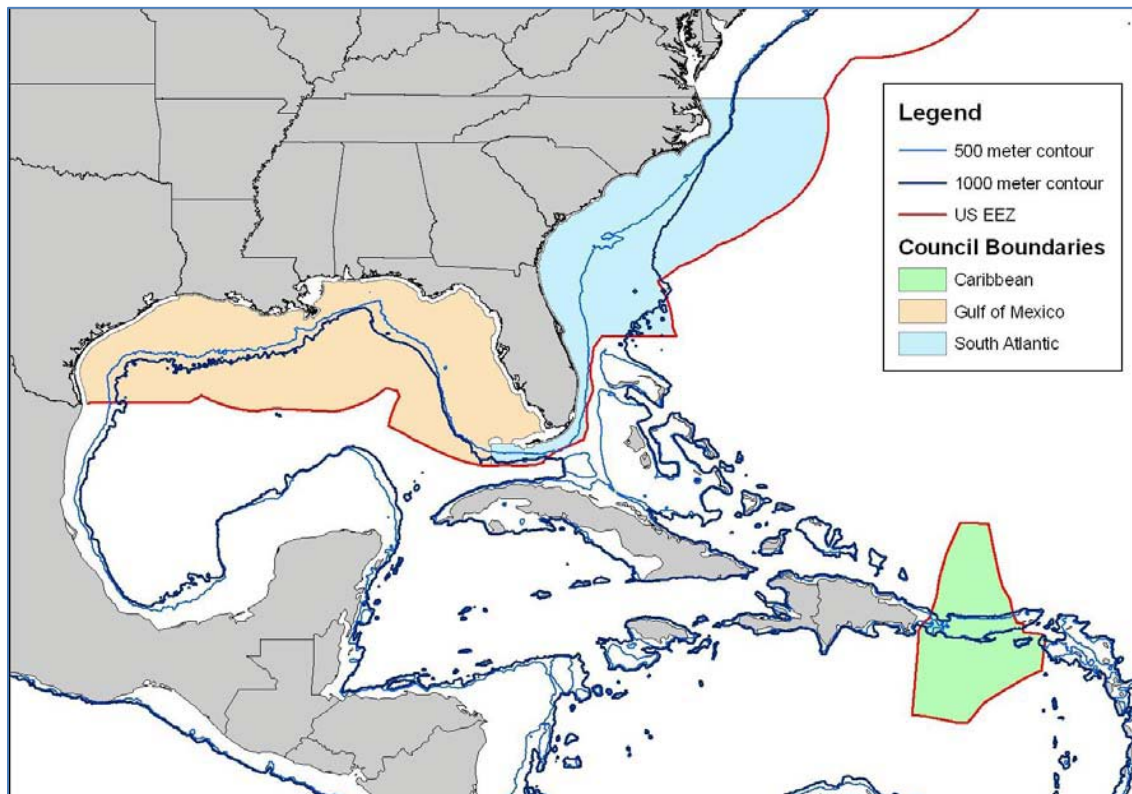 Legend
500 meter contour
1000 meter contour
US EEZ
Council Boundaries
Caribbean
Gulf of Mexico
South Atlantic